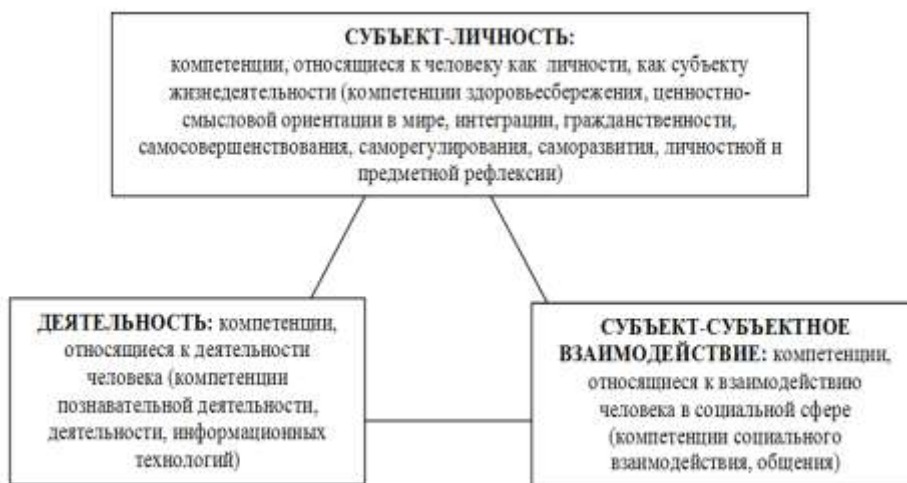 СУБЪЕКТ-ЛИЧНОСТЬ:
компетенции, относящиеся к человеку как личности, как субъекту
жизнедеятельности (компетенции здоровьесбережения, ценностно-
смысловой ориентации в мире, интеграции, гражданственности,
самосовершенствования, саморегулирования, саморазвития, личностной и
предметной рефлексии)
ДЕЯТЕЛЬНОСТЬ: компетенции,
относящиеся к деятельности
человека (компетенции
познавательной деятельности,
деятельности, информационных
технологий)
СУБЪЕКТ-СУБЪЕКТНОЕ
ВЗАИМОДЕЙСТВИЕ: компетенции,
относящиеся к взаимодействию
человека в социальной сфере
(компетенции социального
взаимодействия, общения)